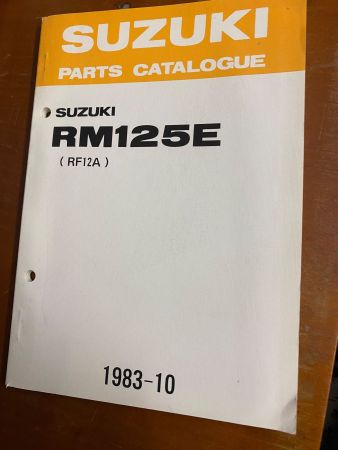 SUZUKI
PARTS CATALOGUE
SUZUKI
RM125E
( RF12A )
1983-10